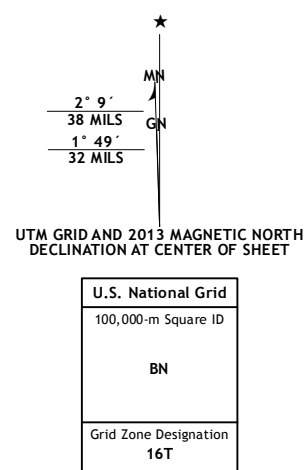 ★
MN
2° 9´
38 MILS
GN
1° 49´
32 MILS
UTM GRID AND 2013 MAGNETIC NORTH
DECLINATION AT CENTER OF SHEET
U.S. National Grid
100,000-m Square ID
BN
Grid Zone Designation
16T